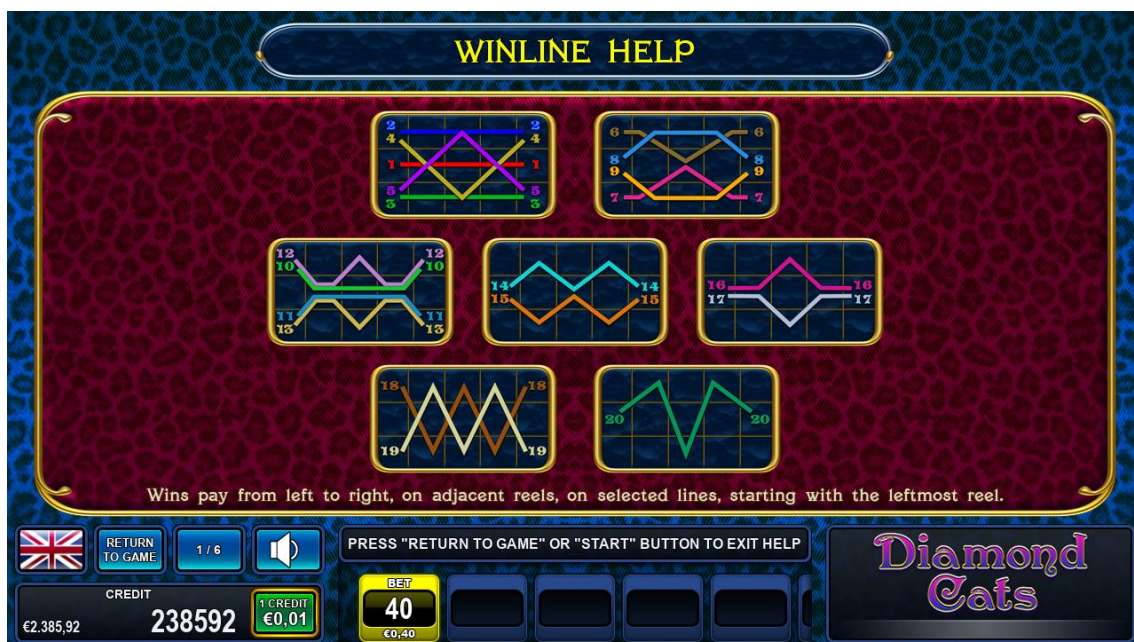 WINLINE HELP
2 2
4 4
1 1
5 5
3 3
6 6
8 8
9 9
7 7
12 12
10 10
11 11
13 13
14 14
15 15
16 16
17 17
18 18
19 19
20 20
Wins pay from left to right, on adjacent reels, on selected lines, starting with the leftmost reel.
RETURN
TO GAME
1 / 6
PRESS "RETURN TO GAME" OR "START" BUTTON TO EXIT HELP
Diamond
Cats
CREDIT
€2.385,92
238592
1 CREDIT
€0,01
BET
40
€0,40